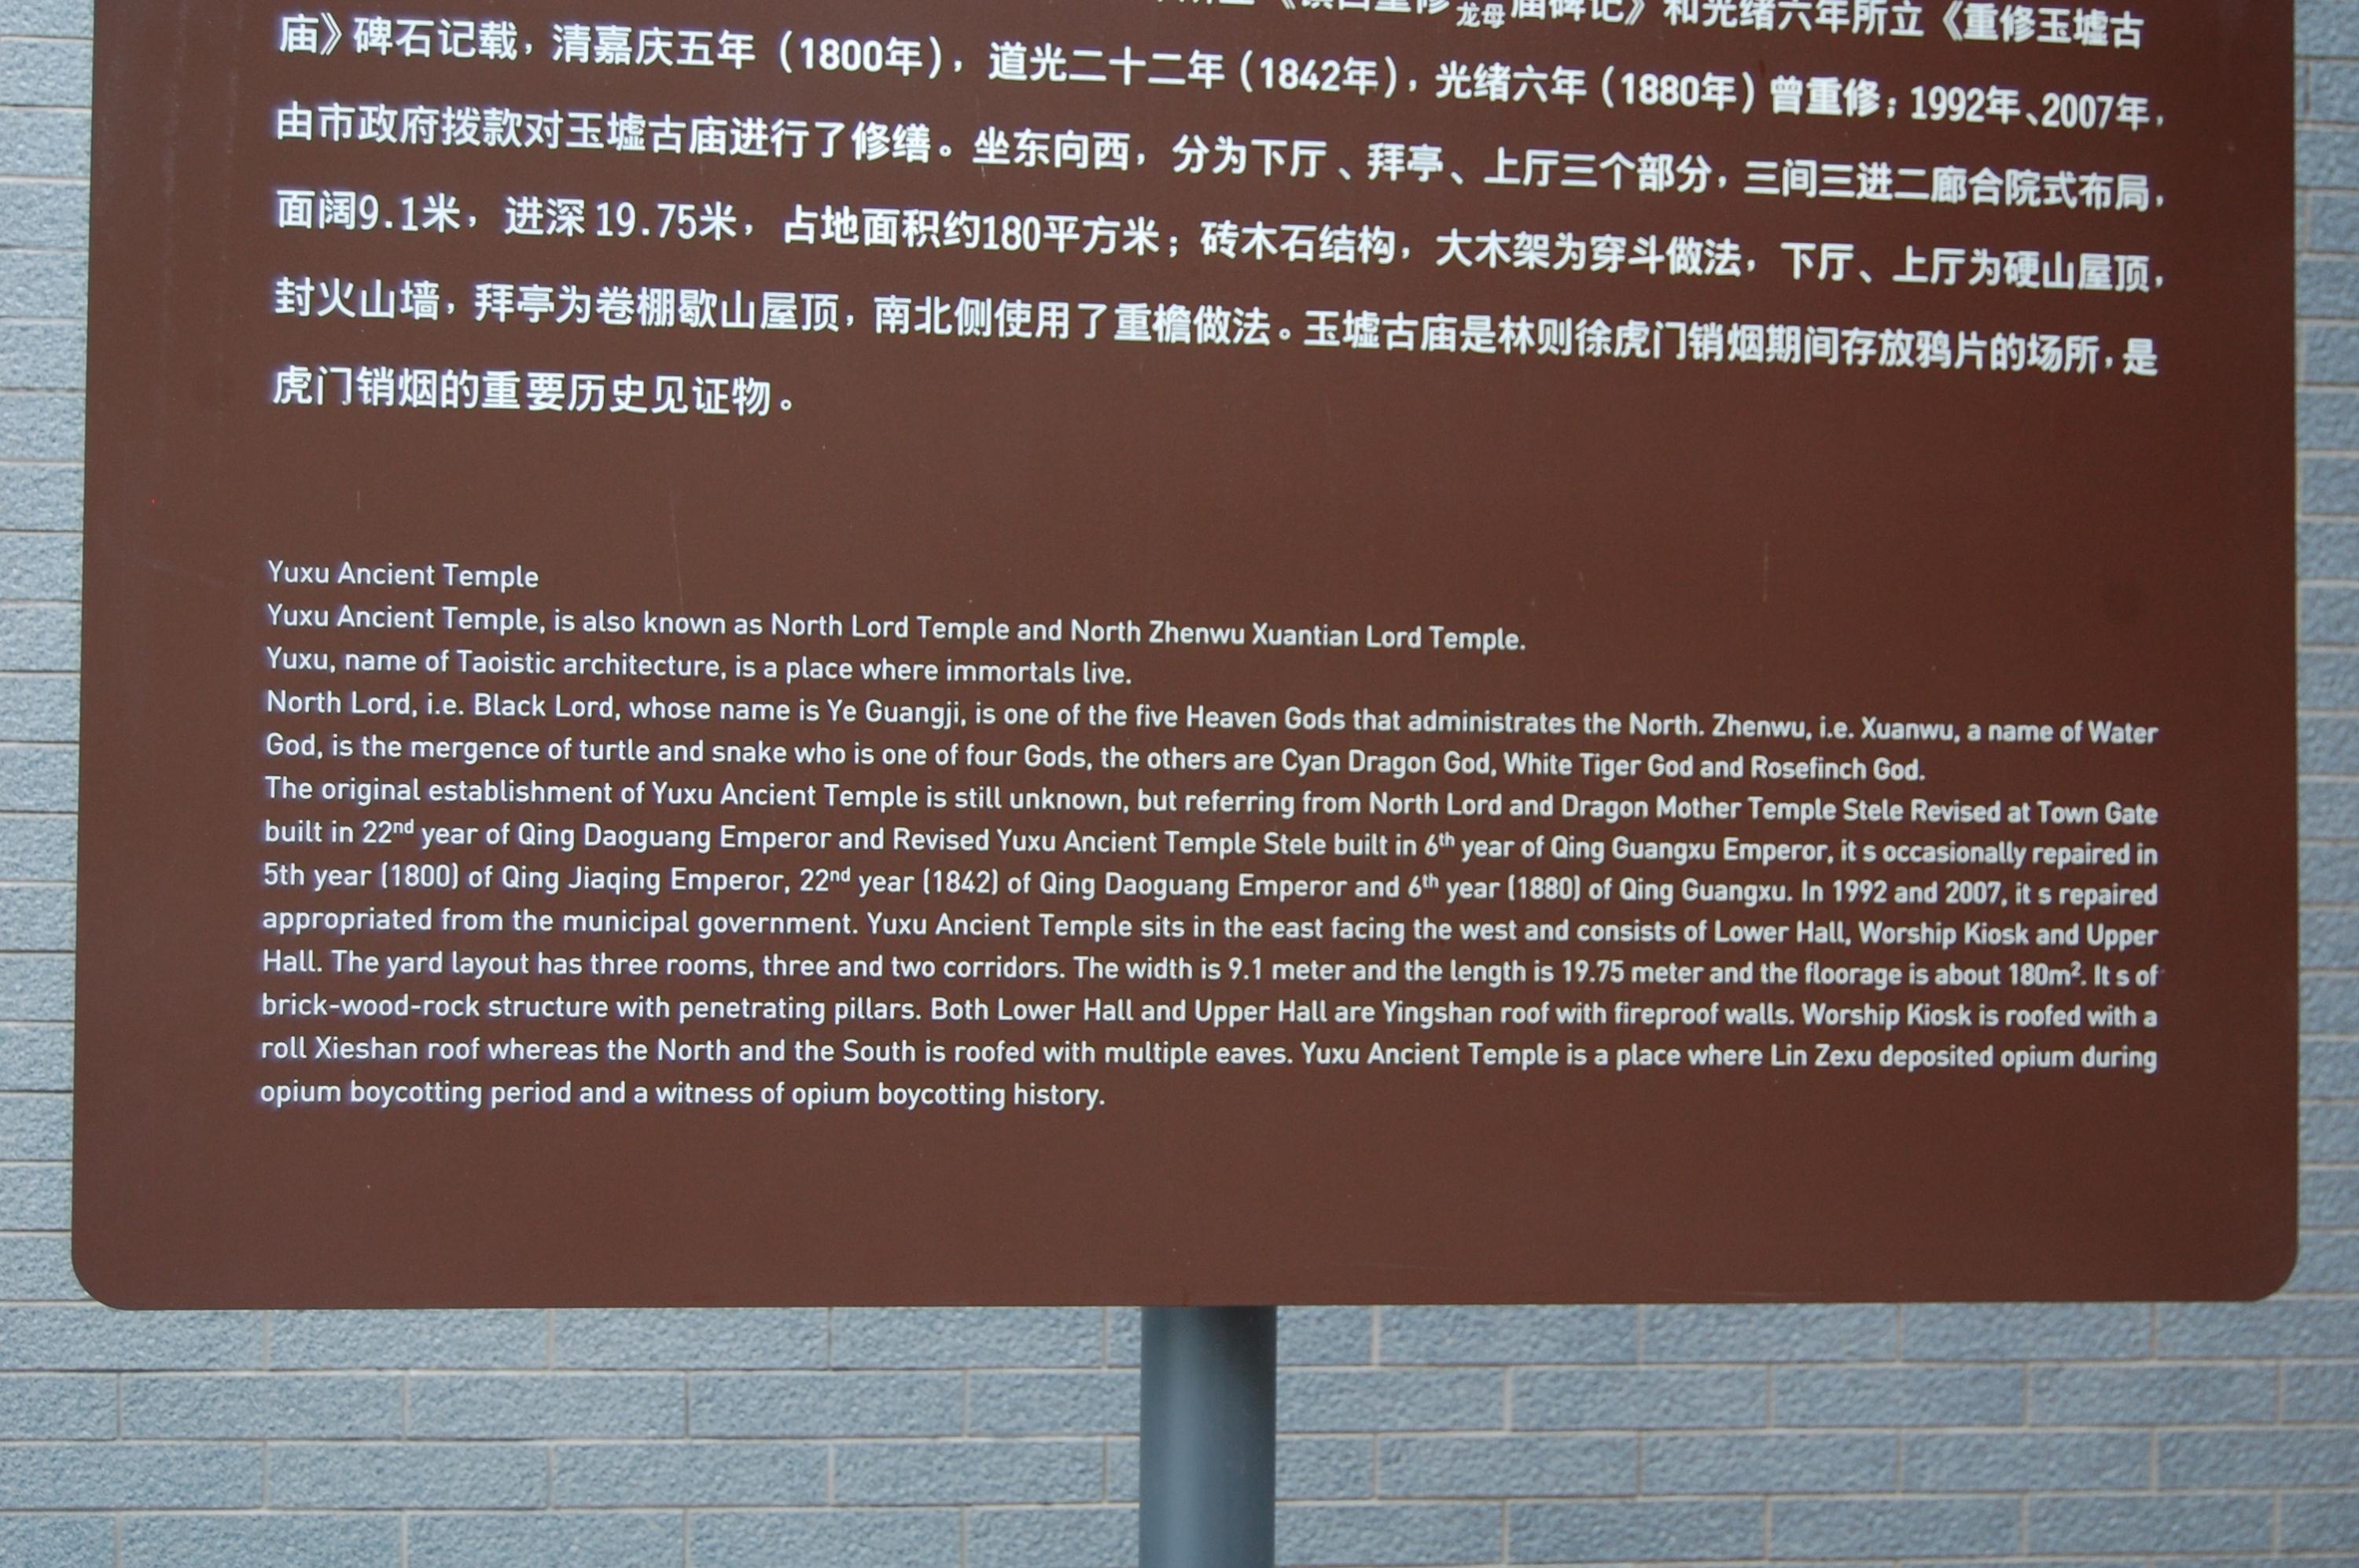 重修龙母庙碑记》和光绪六年所立《重修玉墟古
庙》碑石记载，清嘉庆五年（1800年），道光二十二年（1842年），光绪六年（1880年）曾重修；1992年、2007年，
由市政府拨款对玉墟古庙进行了修缮。坐东向西，分为下厅、拜亭、上厅三个部分，三间三进二廊合院式布局，
面阔9.1米，进深19.75米，占地面积约180平方米；砖木石结构，大木架为穿斗做法，下厅、上厅为硬山屋顶，
封火山墙，拜亭为卷棚歇山屋顶，南北侧使用了重檐做法。玉墟古庙是林则徐虎门销烟期间存放鸦片的场所，是
虎门销烟的重要历史见证物。
Yuxu Ancient Temple
Yuxu Ancient Temple, is also known as North Lord Temple and North Zhenwu Xuantian Lord Temple.
Yuxu, name of Taoistic architecture, is a place where immortals live.
North Lord, i.e. Black Lord, whose name is Ye Guangji, is one of the five Heaven Gods that administrates the North. Zhenwu, i.e. Xuanwu, a name of Water
God, is the mergence of turtle and snake who is one of four Gods, the others are Cyan Dragon God, White Tiger God and Rosefinch God.
The original establishment of Yuxu Ancient Temple is still unknown, but referring from North Lord and Dragon Mother Temple Stele Revised at Town Gate
built in 22nd year of Qing Daoguang Emperor and Revised Yuxu Ancient Temple Stele built in 6th year of Qing Guangxu Emperor, it s occasionally repaired in
5th year (1800) of Qing Jiaqing Emperor, 22nd year (1842) of Qing Daoguang Emperor and 6th year (1880) of Qing Guangxu. In 1992 and 2007, it s repaired
appropriated from the municipal government. Yuxu Ancient Temple sits in the east facing the west and consists of Lower Hall, Worship Kiosk and Upper
Hall. The yard layout has three rooms, three and two corridors. The width is 9.1 meter and the length is 19.75 meter and the floorage is about 180m². It s of
brick-wood-rock structure with penetrating pillars. Both Lower Hall and Upper Hall are Yingshan roof with fireproof walls. Worship Kiosk is roofed with a
roll Xieshan roof whereas the North and the South is roofed with multiple eaves. Yuxu Ancient Temple is a place where Lin Zexu deposited opium during
opium boycotting period and a witness of opium boycotting history.